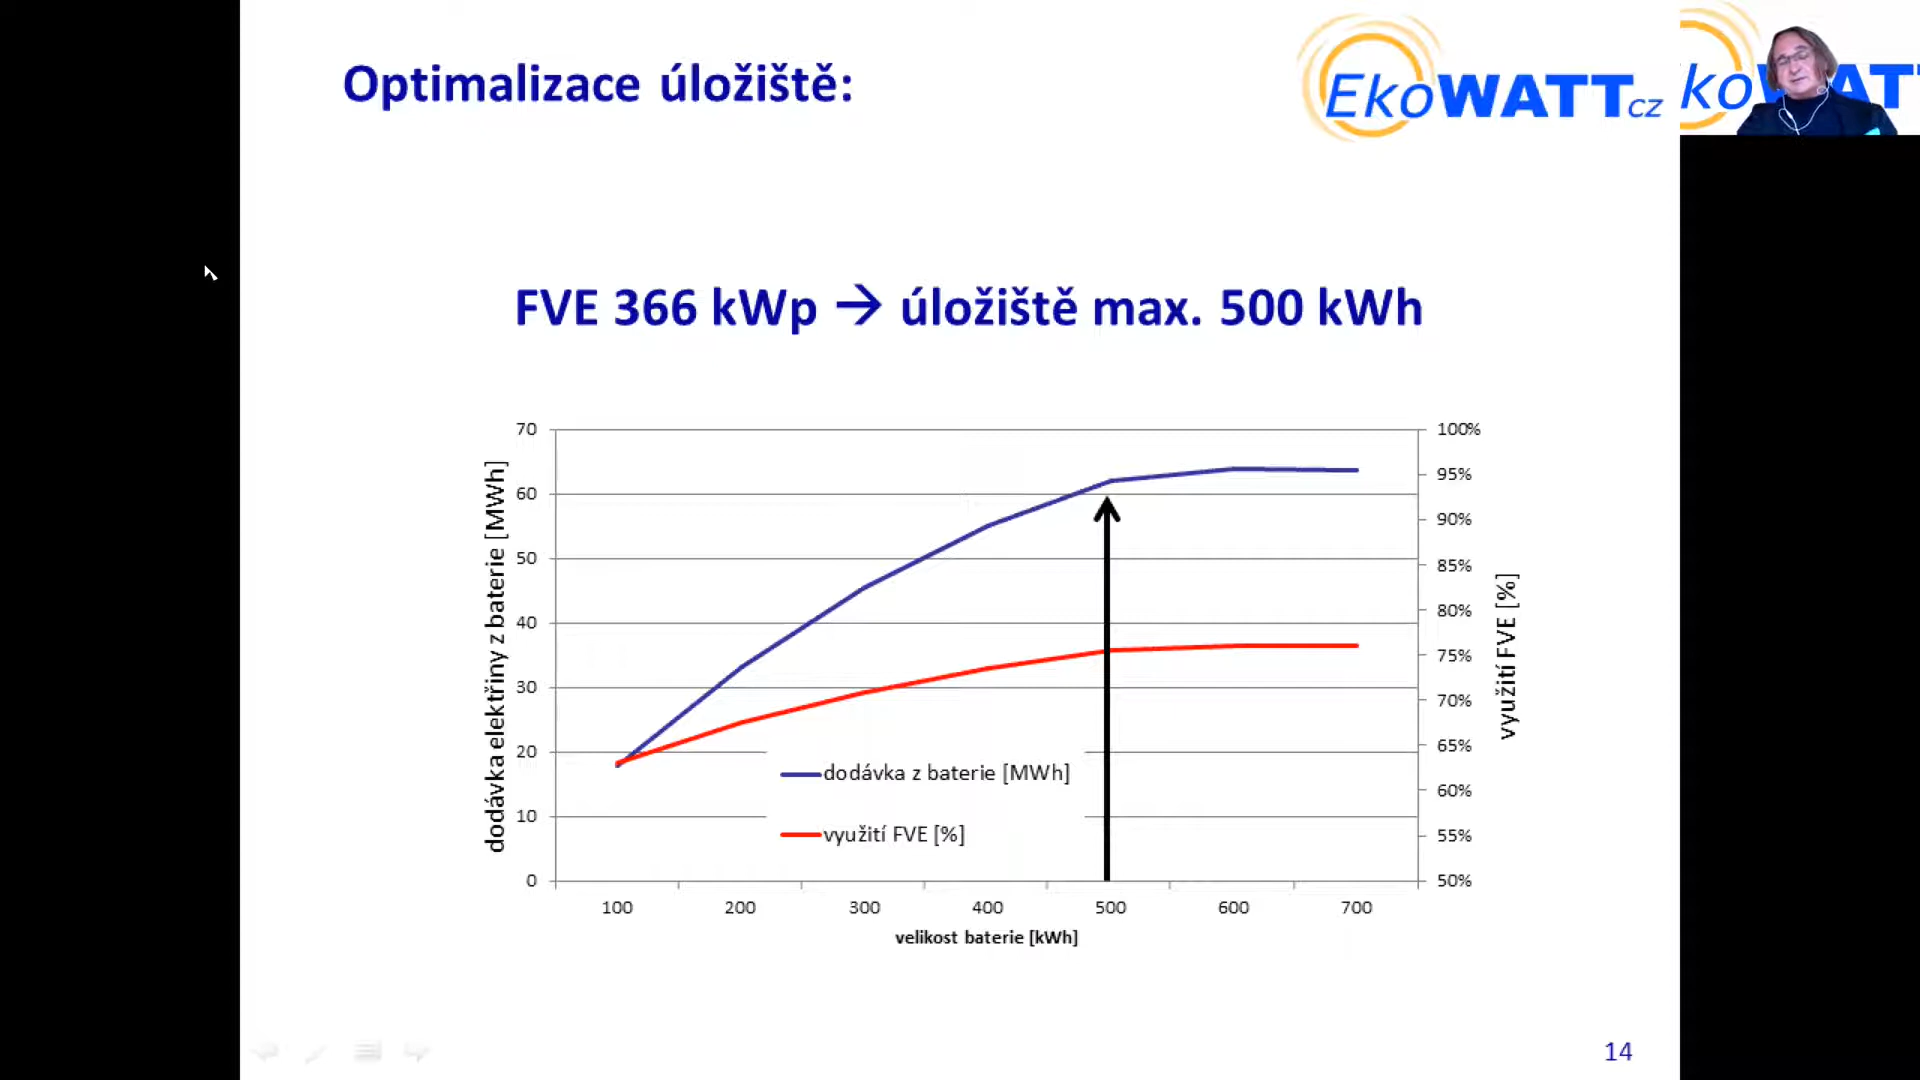 Optimalizace úložiště:
EkoWATTcz
koWAT
FVE 366 kWp → úložiště max. 500 kWh
dodávka elektřiny z baterie [MWh]
70
60
50
40
30
20
10
0
100%
95%
90%
85%
80%
75%
70%
65%
60%
55%
50%
využití FVE [%]
dodávka z baterie [MWh]
využití FVE [%]
100 200 300 400 500 600 700
velikost baterie [kWh]
14